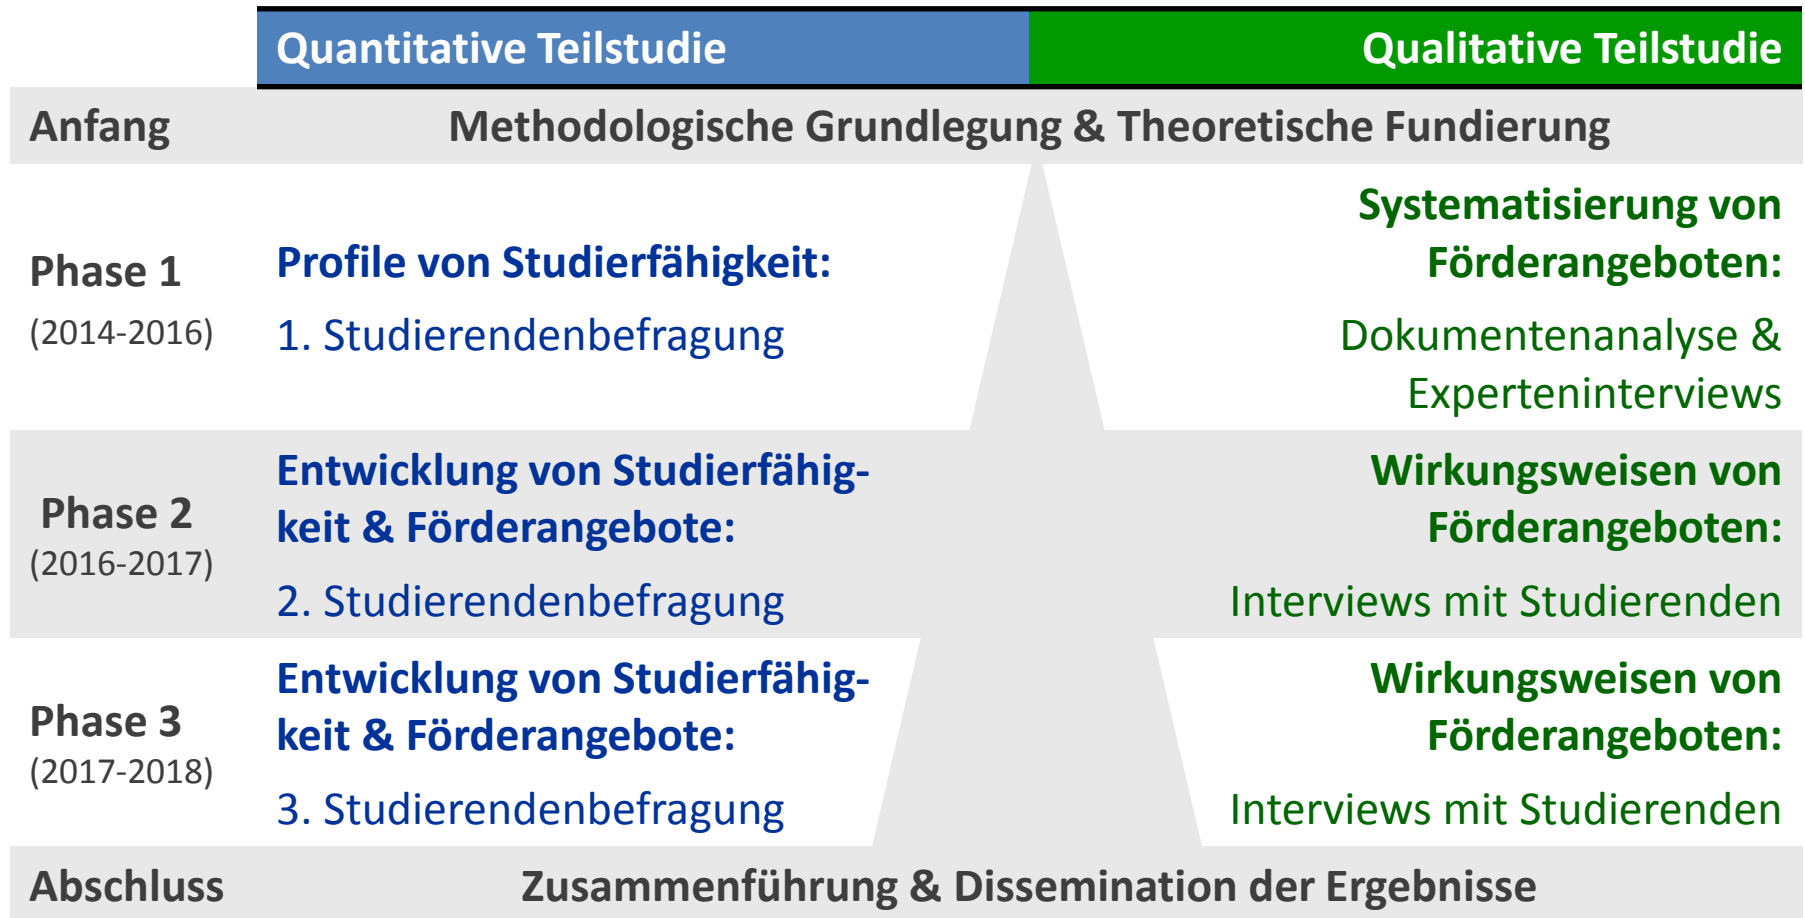 Quantitative Teilstudie
Qualitative Teilstudie
Anfang
Methodologische Grundlegung & Theoretische Fundierung
Phase 1
(2014-2016)
Profile von Studierfähigkeit:
1. Studierendenbefragung
Systematisierung von
Förderangeboten:
Dokumentenanalyse &
Experteninterviews
Phase 2
(2016-2017)
Entwicklung von Studierfähig-
keit & Förderangebote:
2. Studierendenbefragung
Wirkungsweisen von
Förderangeboten:
Interviews mit Studierenden
Phase 3
(2017-2018)
Entwicklung von Studierfähig-
keit & Förderangebote:
3. Studierendenbefragung
Wirkungsweisen von
Förderangeboten:
Interviews mit Studierenden
Abschluss
Zusammenführung & Dissemination der Ergebnisse